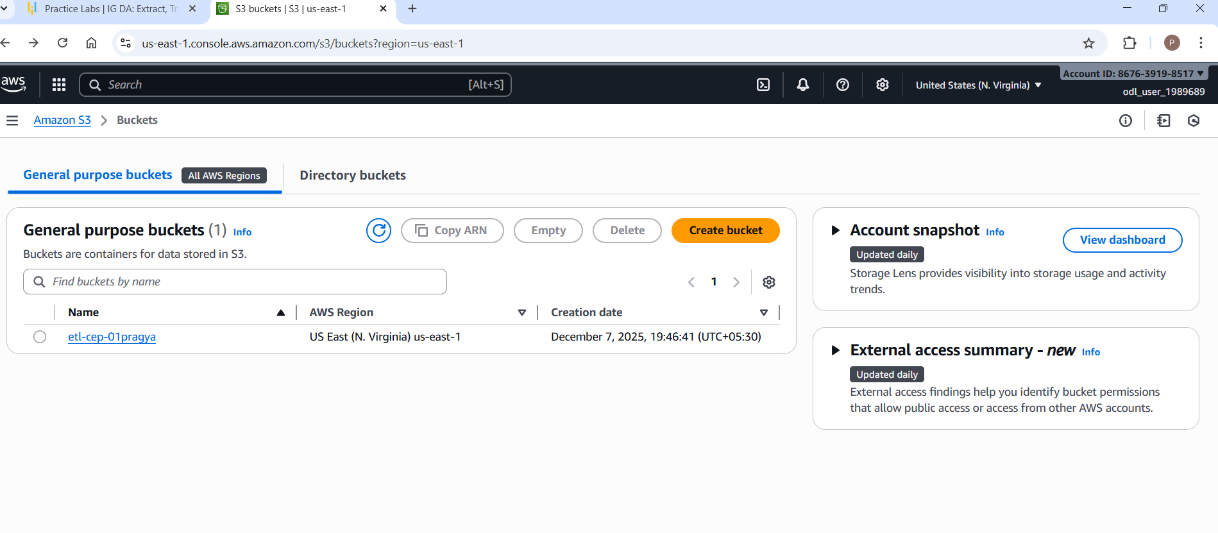 Practice Labs | IG DA: Extract, Tr
S3 buckets | S3 | us-east-1
us-east-1.console.aws.amazon.com/s3/buckets?region=us-east-1
P
aws
Search
[Alt+S]
United States (N. Virginia) ▼
Account ID: 8676-3919-8517 ▼
odl_user_1989689
Amazon S3 > Buckets
General purpose buckets All AWS Regions
Directory buckets
General purpose buckets (1) Info
Copy ARN
Empty
Delete
Create bucket
Buckets are containers for data stored in S3.
Find buckets by name
1
Name AWS Region Creation date
etl-cep-01pragya US East (N. Virginia) us-east-1 December 7, 2025, 19:46:41 (UTC+05:30)
Account snapshot Info
View dashboard
Updated daily
Storage Lens provides visibility into storage usage and activity
trends.
External access summary - new Info
Updated daily
External access findings help you identify bucket permissions
that allow public access or access from other AWS accounts.